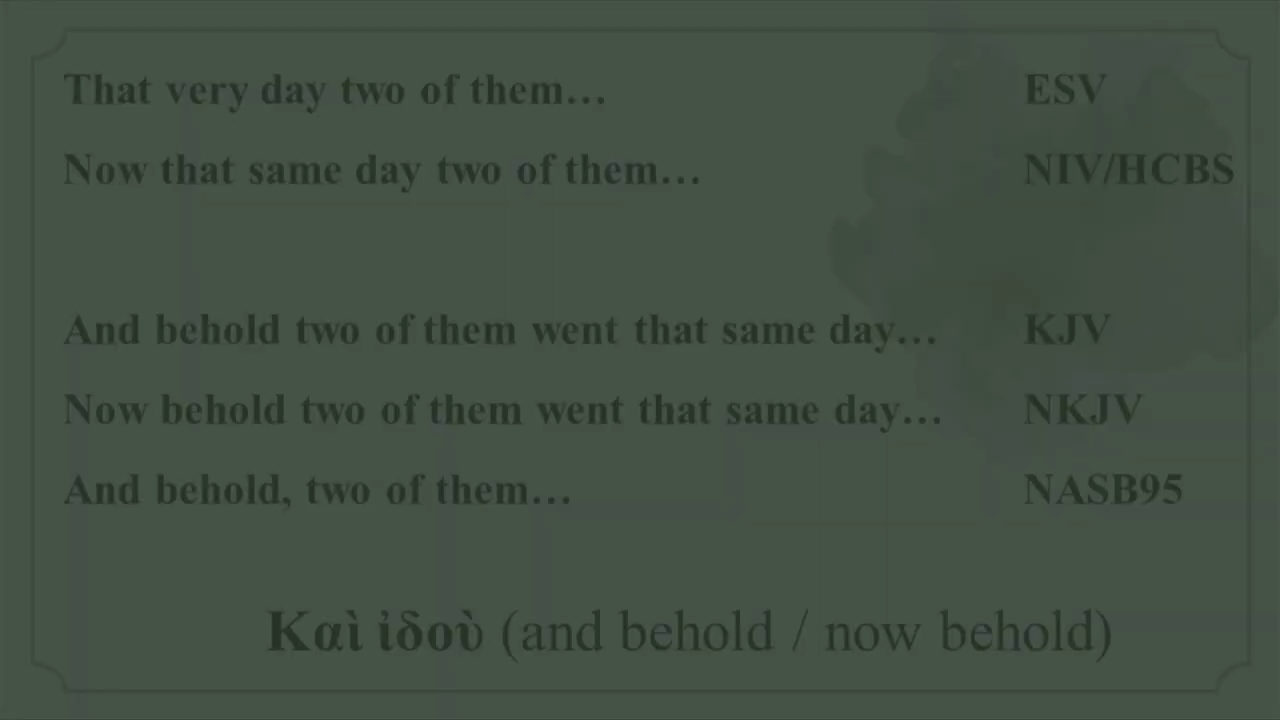 That very day two of them… ESV
Now that same day two of them… NIV/HCBS
And behold two of them went that same day… KJV
Now behold two of them went that same day… NKJV
And behold, two of them… NASB95
Καὶ ἰδοὺ (and behold / now behold)